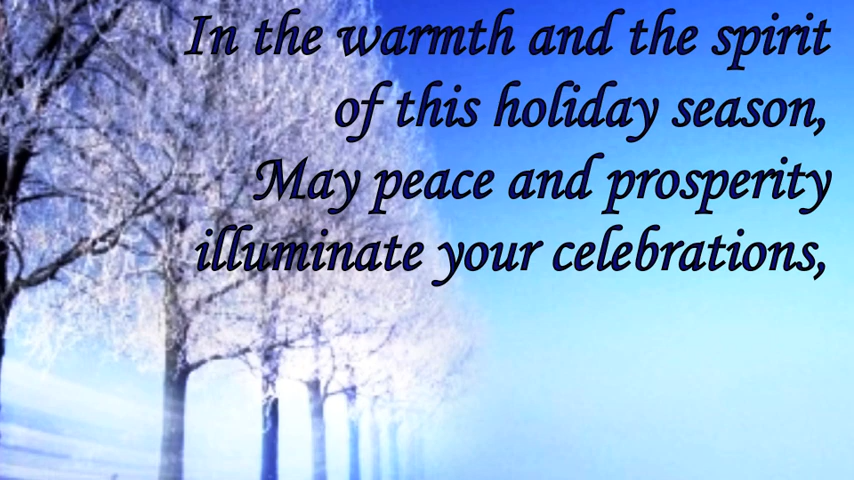 In the warmth and the spirit
of this holiday season,
May peace and prosperity
illuminate your celebrations,